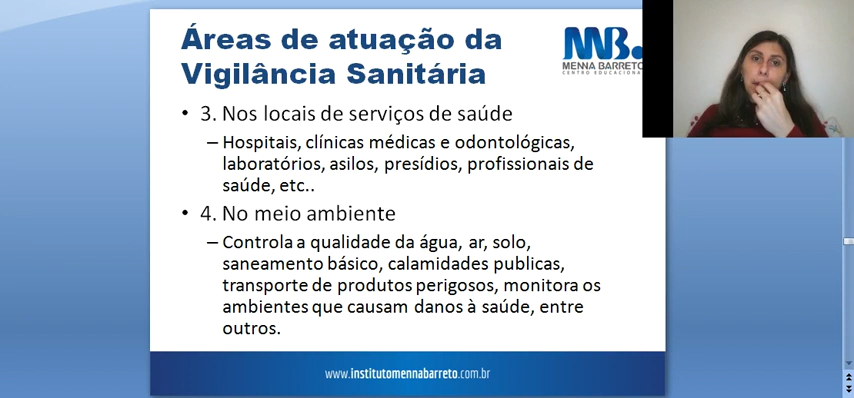 Áreas de atuação da
Vigilância Sanitária
MB.
MENNA BARRETO
CENTRO EDUCACIONAL
• 3. Nos locais de serviços de saúde
– Hospitais, clínicas médicas e odontológicas,
laboratórios, asilos, presídios, profissionais de
saúde, etc..
• 4. No meio ambiente
– Controla a qualidade da água, ar, solo,
saneamento básico, calamidades publicas,
transporte de produtos perigosos, monitora os
ambientes que causam danos à saúde, entre
outros.
www.institutomennabarreto.com.br